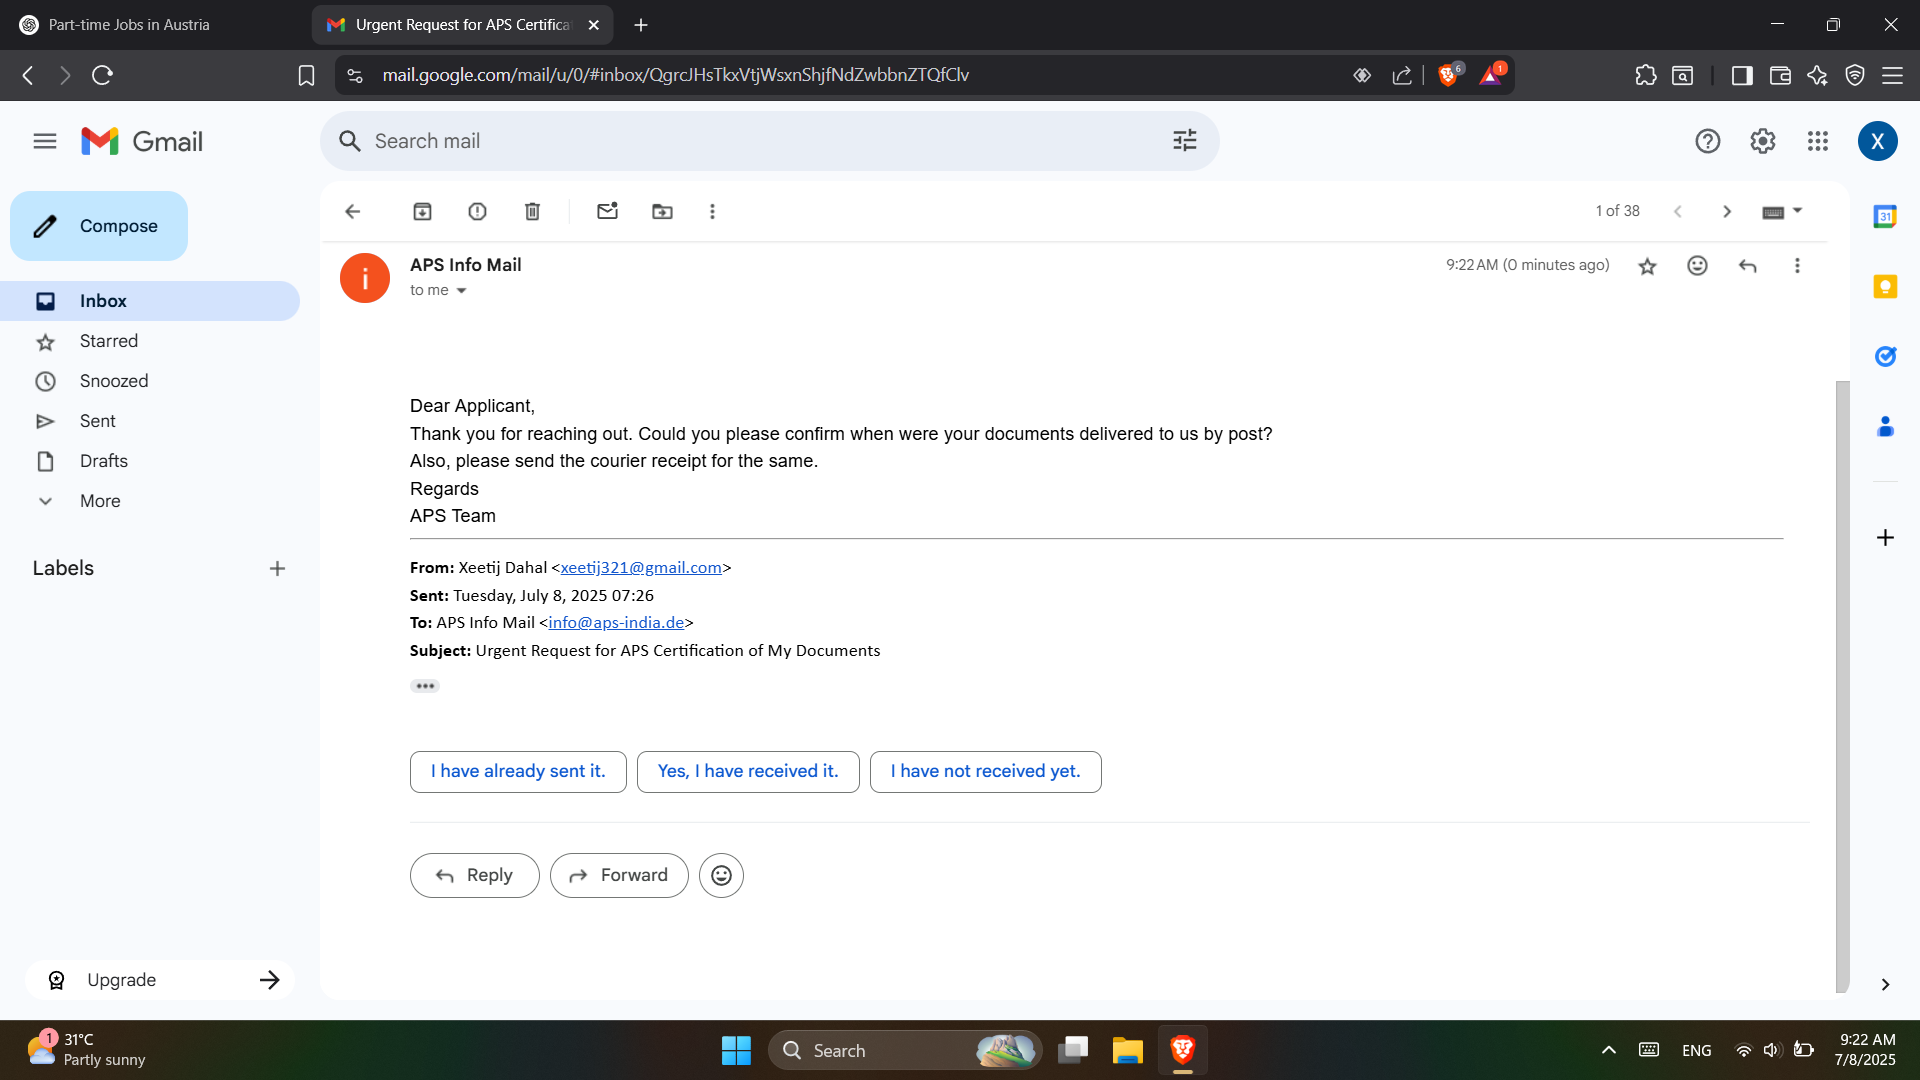 Part-time Jobs in Austria
Urgent Request for APS Certifica
mail.google.com/mail/u/0/#inbox/QgrcJHsTkxVtjWsxnShjfNdZwbbnZTQfClv
6
1
Gmail
Search mail
X
Compose
1 of 38
31
Inbox
Starred
Snoozed
Sent
Drafts
More
Labels
Upgrade
i
APS Info Mail
9:22 AM (0 minutes ago)
to me
Dear Applicant,
Thank you for reaching out. Could you please confirm when were your documents delivered to us by post?
Also, please send the courier receipt for the same.
Regards
APS Team
From: Xeetij Dahal <xeetij321@gmail.com>
Sent: Tuesday, July 8, 2025 07:26
To: APS Info Mail <info@aps-india.de>
Subject: Urgent Request for APS Certification of My Documents
I have already sent it.
Yes, I have received it.
I have not received yet.
Reply
Forward
1
31°C
Partly sunny
Search
ENG
9:22 AM
7/8/2025